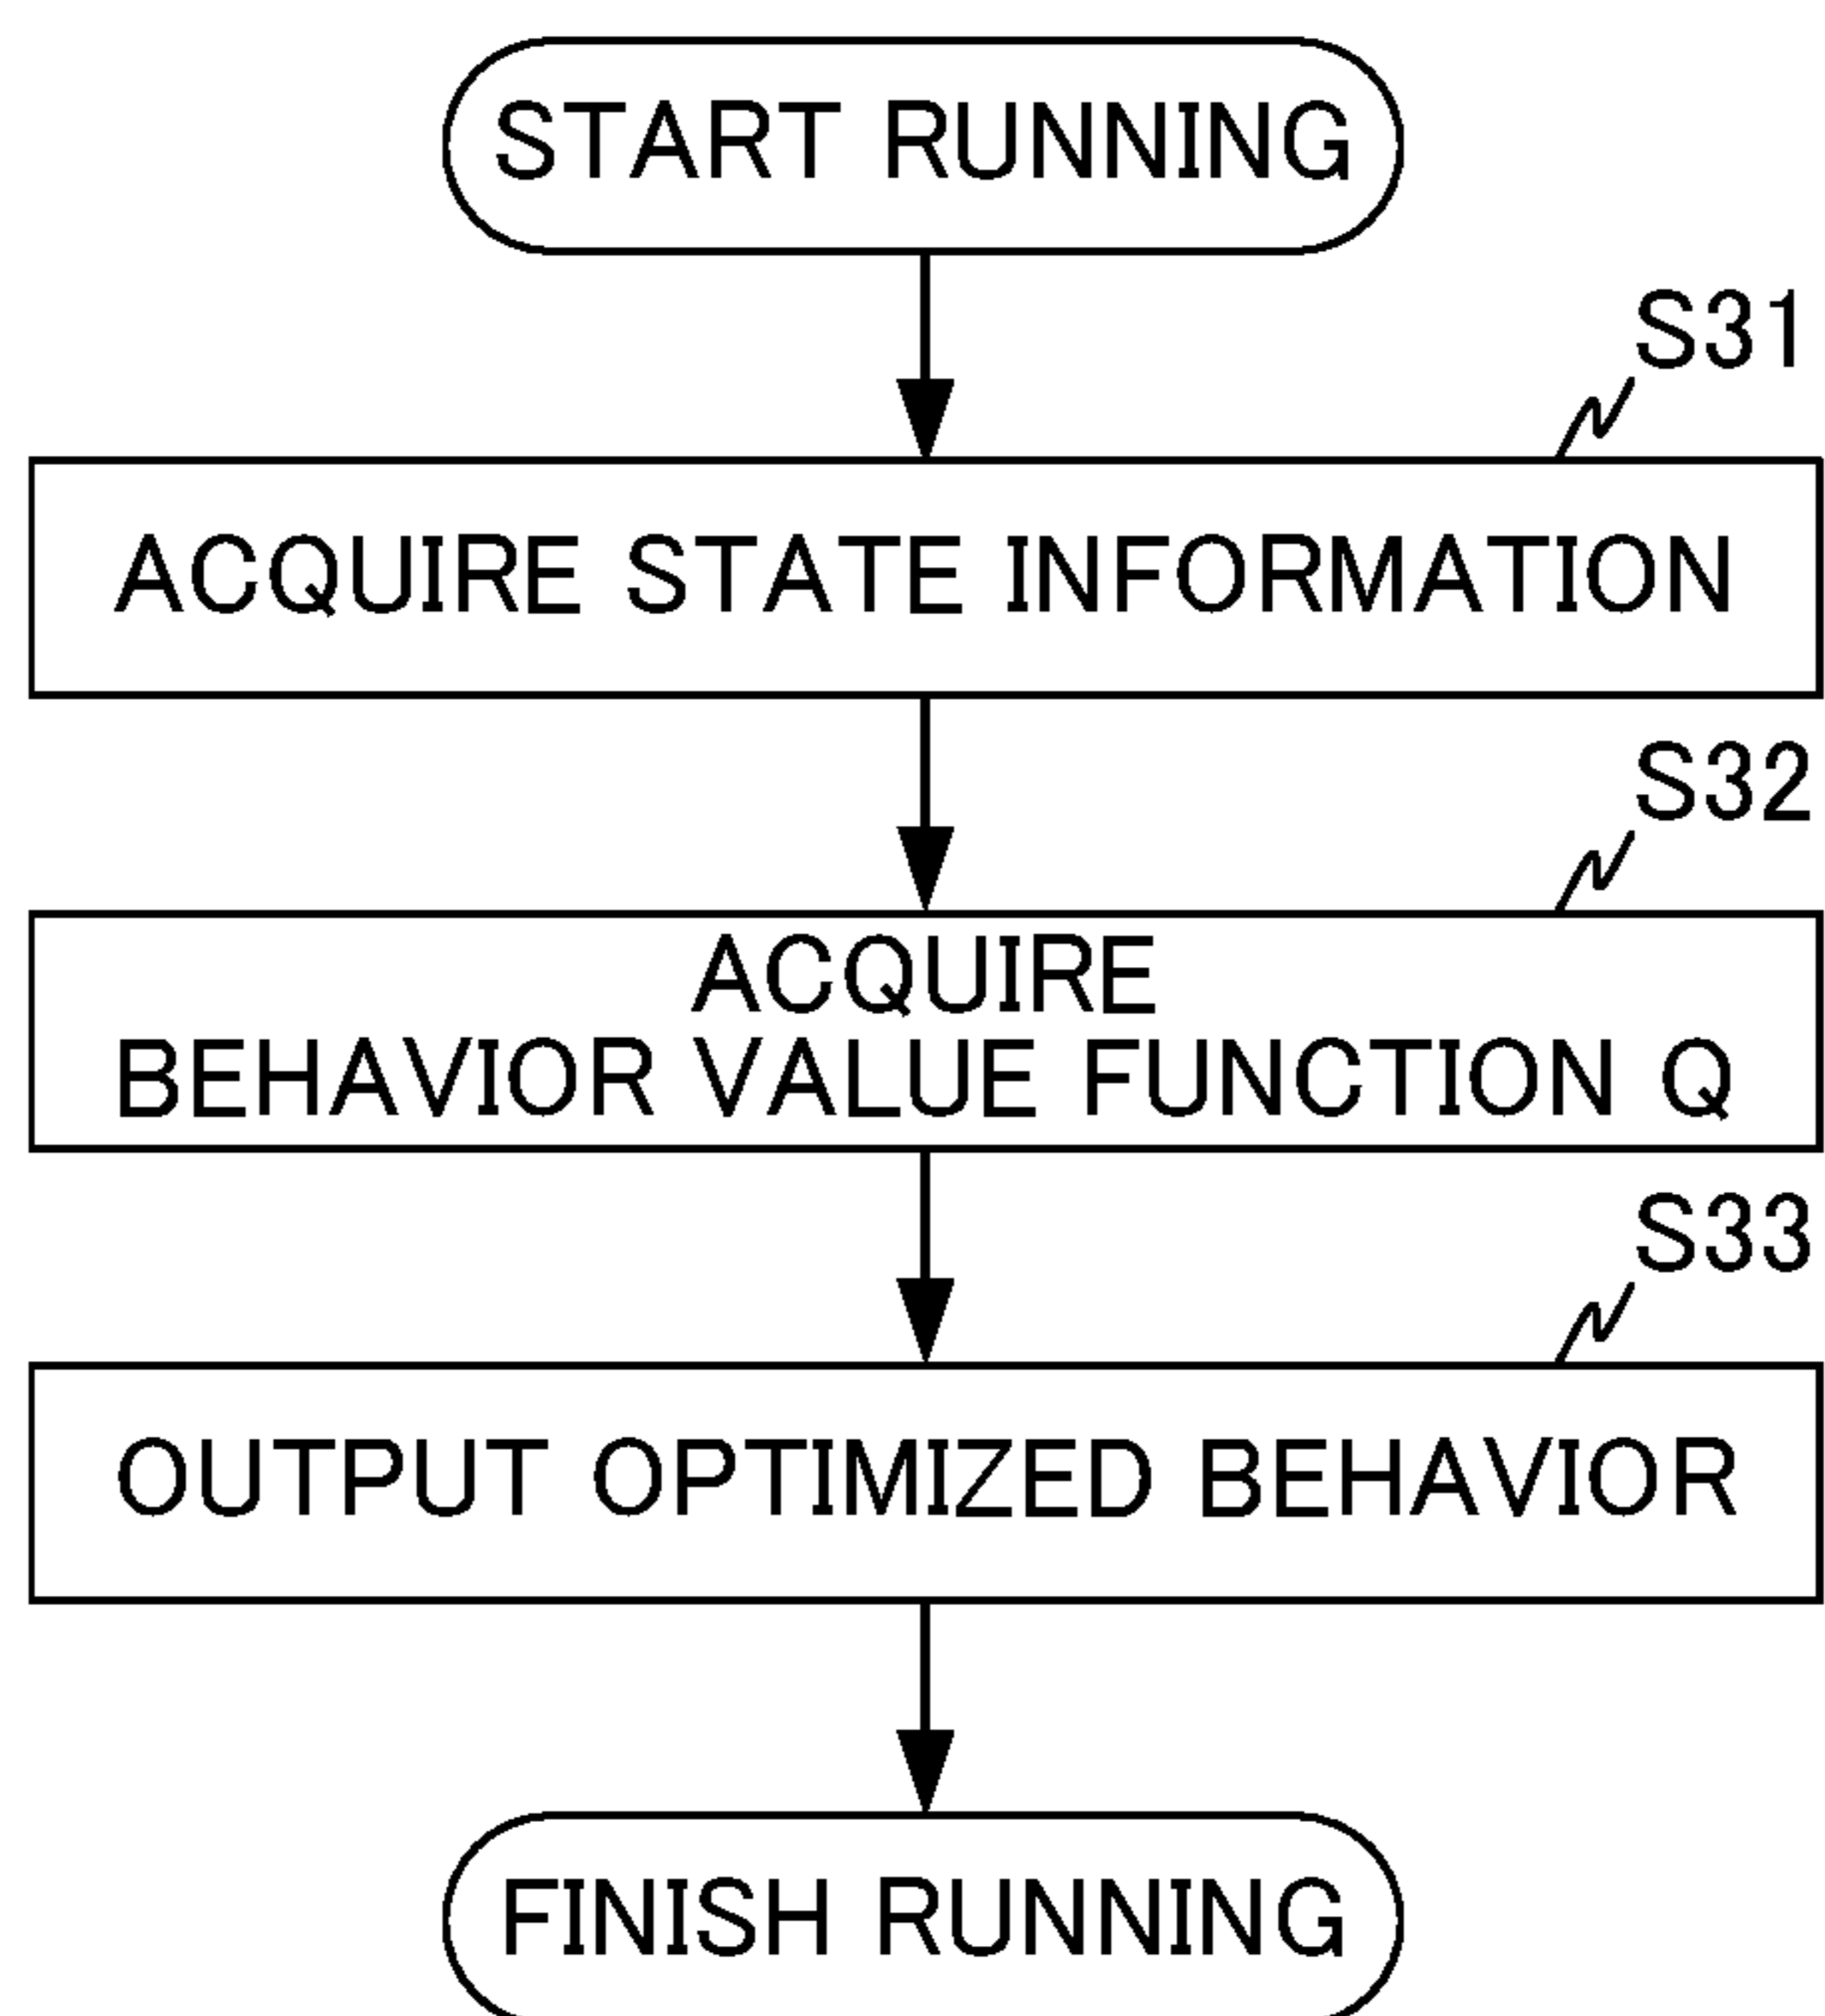 START RUNNING
S31
ACQUIRE STATE INFORMATION
S32
ACQUIRE
BEHAVIOR VALUE FUNCTION Q
S33
OUTPUT OPTIMIZED BEHAVIOR
FINISH RUNNING